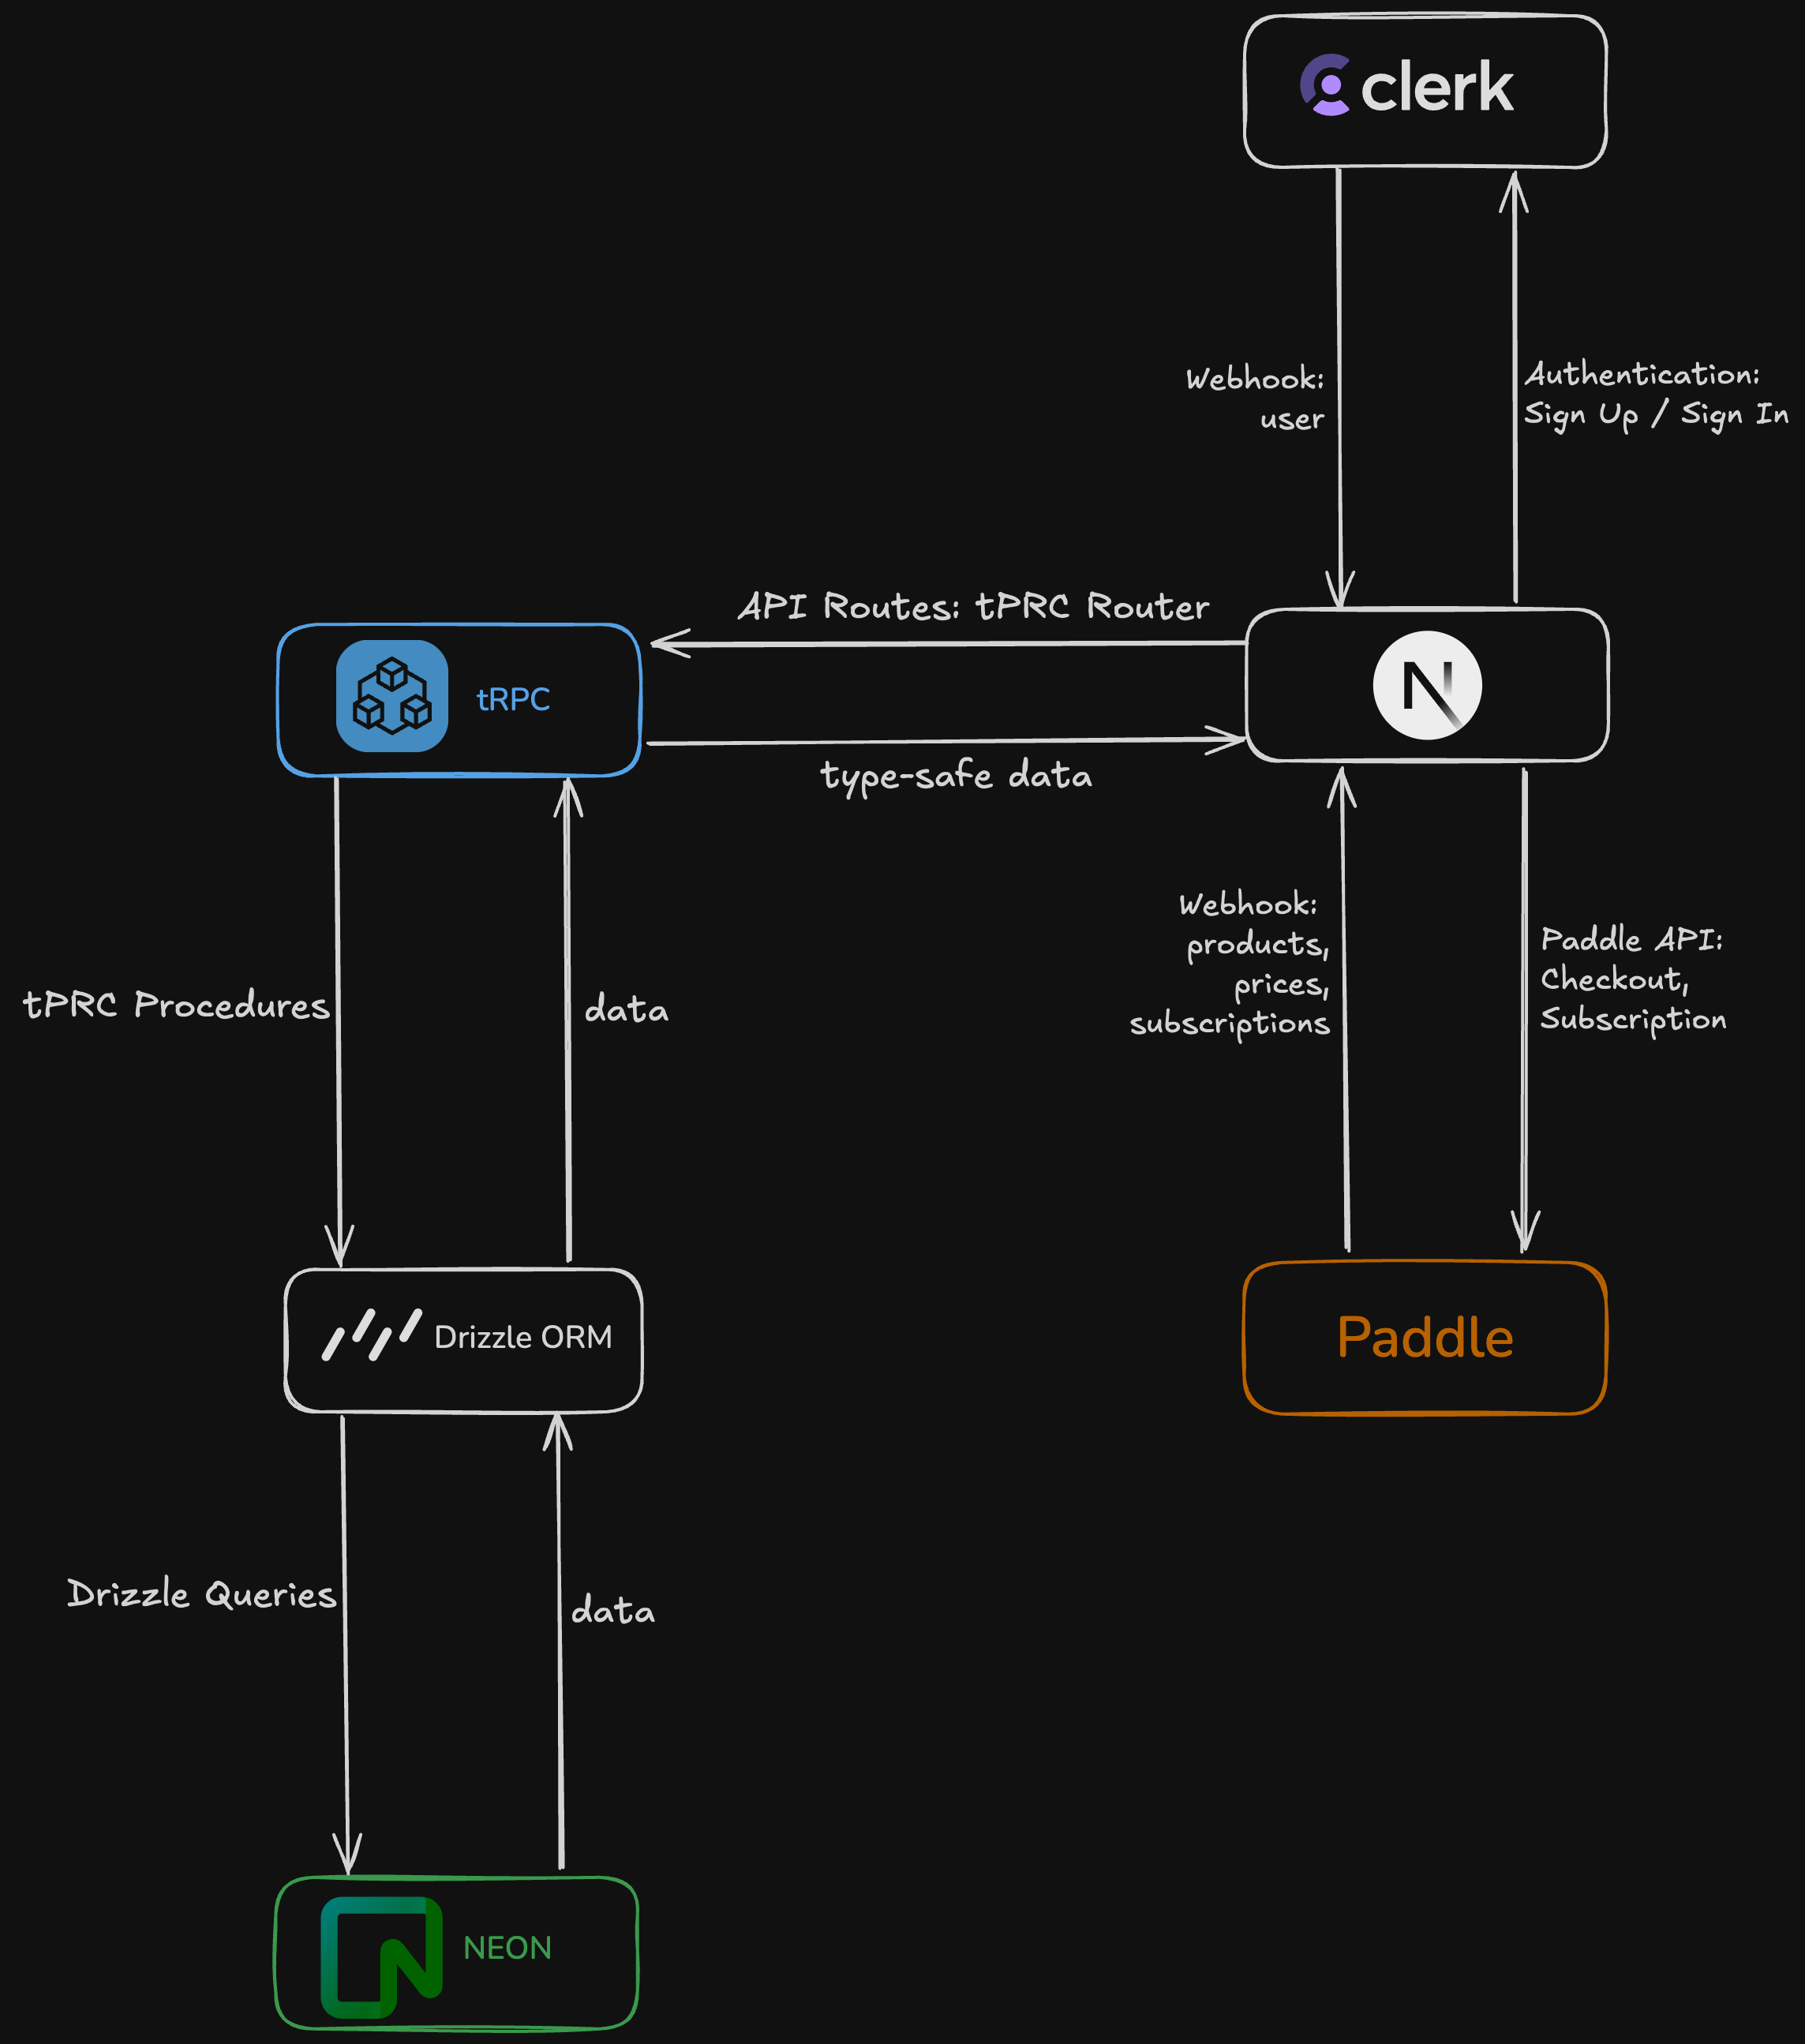 clerk
Webhook:
user
Authentication:
Sign Up / Sign In
API Routes: tPRC Router
tRPC
N
type-safe data
Webhook:
products,
prices,
subscriptions
Paddle API:
Checkout,
Subscription
tPRC Procedures
data
Drizzle ORM
Paddle
Drizzle Queries
data
NEON